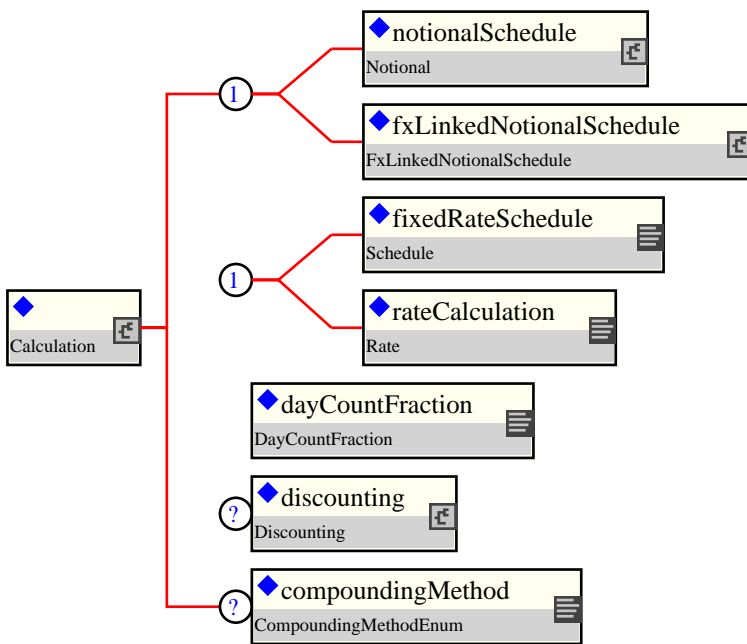 notionalSchedule
Notional
1
fxLinkedNotionalSchedule
FxLinkedNotionalSchedule
fixedRateSchedule
Schedule
1
Calculation
rateCalculation
Rate
dayCountFraction
DayCountFraction
?
discounting
Discounting
?
compoundingMethod
CompoundingMethodEnum